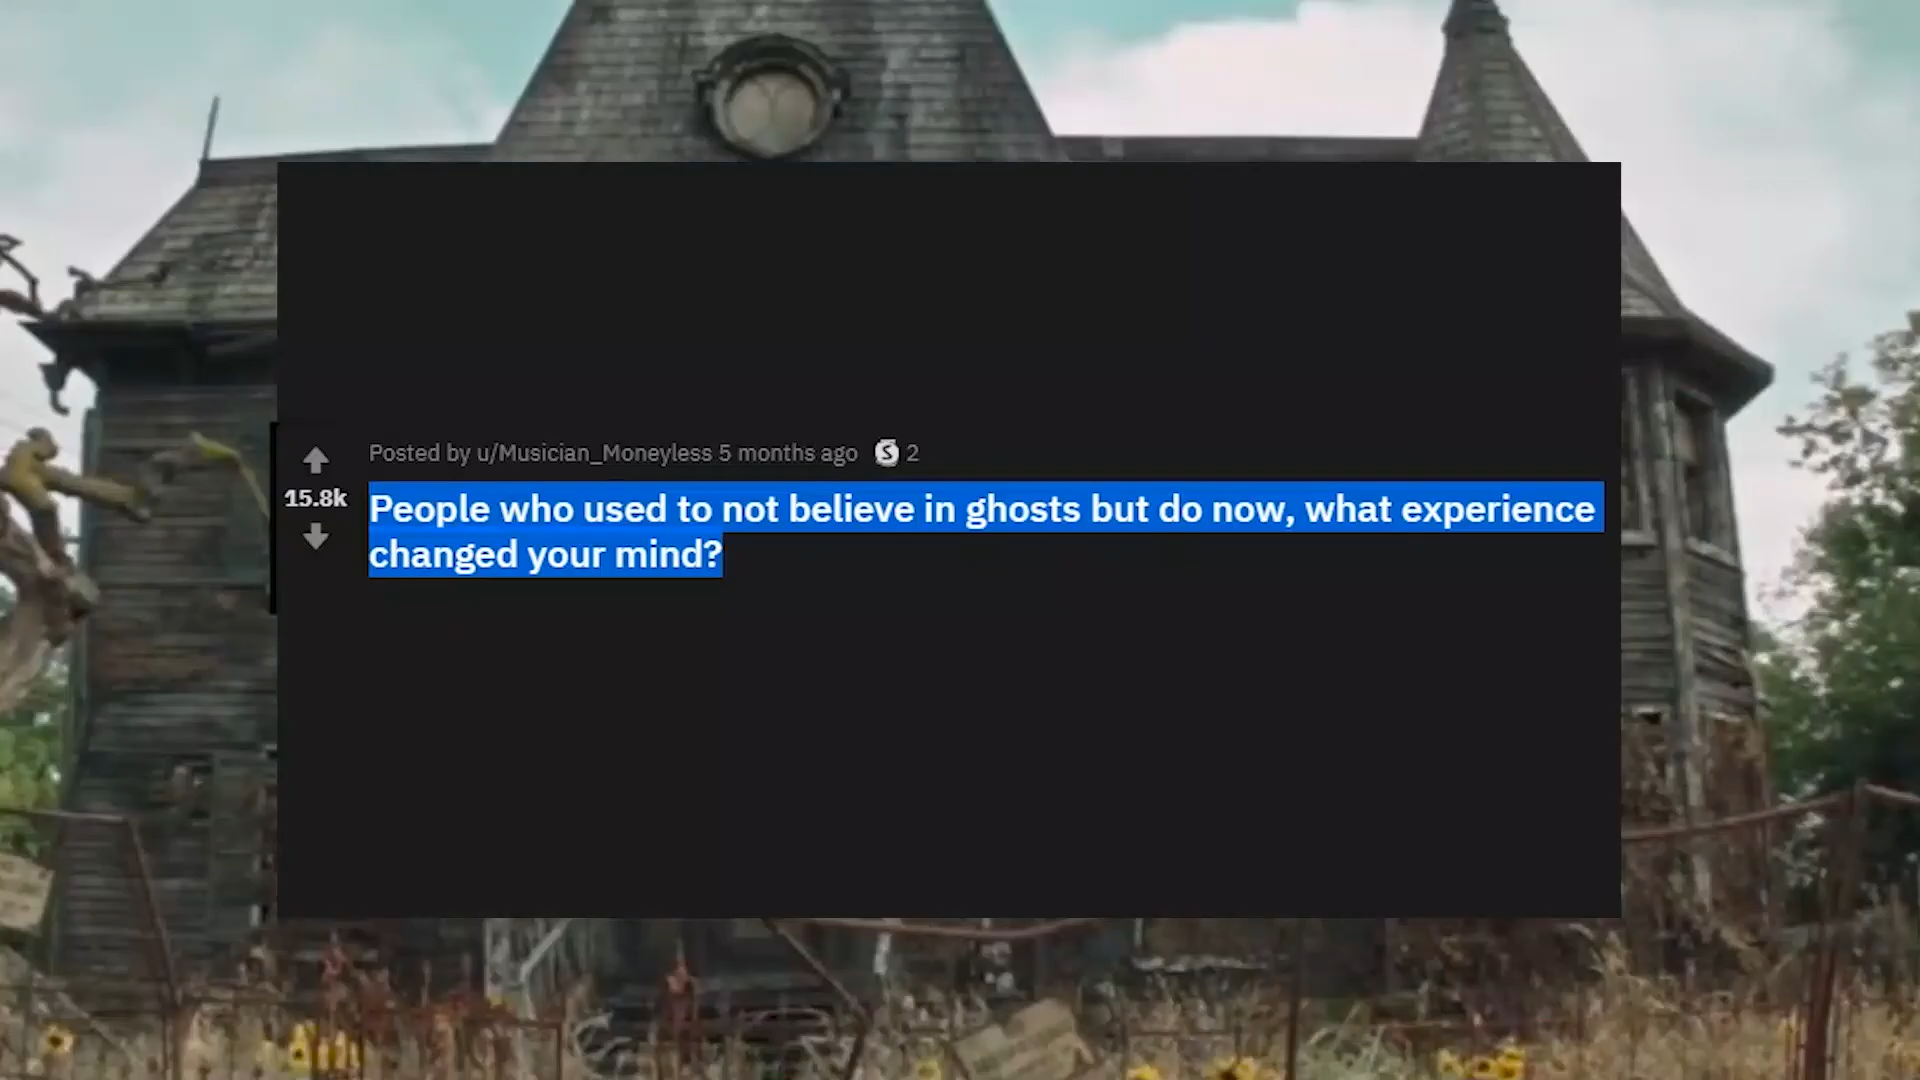 Posted by u/Musician_Moneyless 5 months ago S 2
15.8k
People who used to not believe in ghosts but do now, what experience
changed your mind?